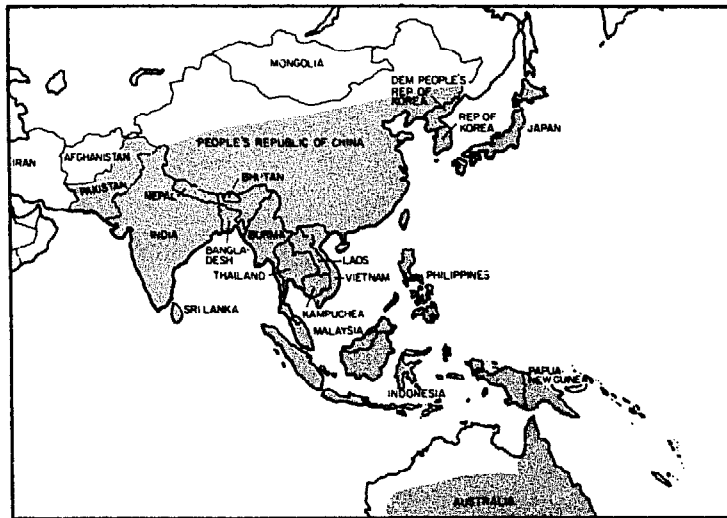 MONGOLIA
DEM PEOPLE'S
REP OF
KOREA
REP OF
KOREA
JAPAN
PEOPLE'S REPUBLIC OF CHINA
IRAN
AFGHANISTAN
PAKISTAN
NEPAL
BHUTAN
INDIA
BURMA
BANGLA-
DESH
LAOS
THAILAND
VIETNAM
PHILIPPINES
SRI LANKA
KAMPUCHEA
MALAYSIA
PAPUA
NEW GUINEA
INDONESIA
AUSTRALIA